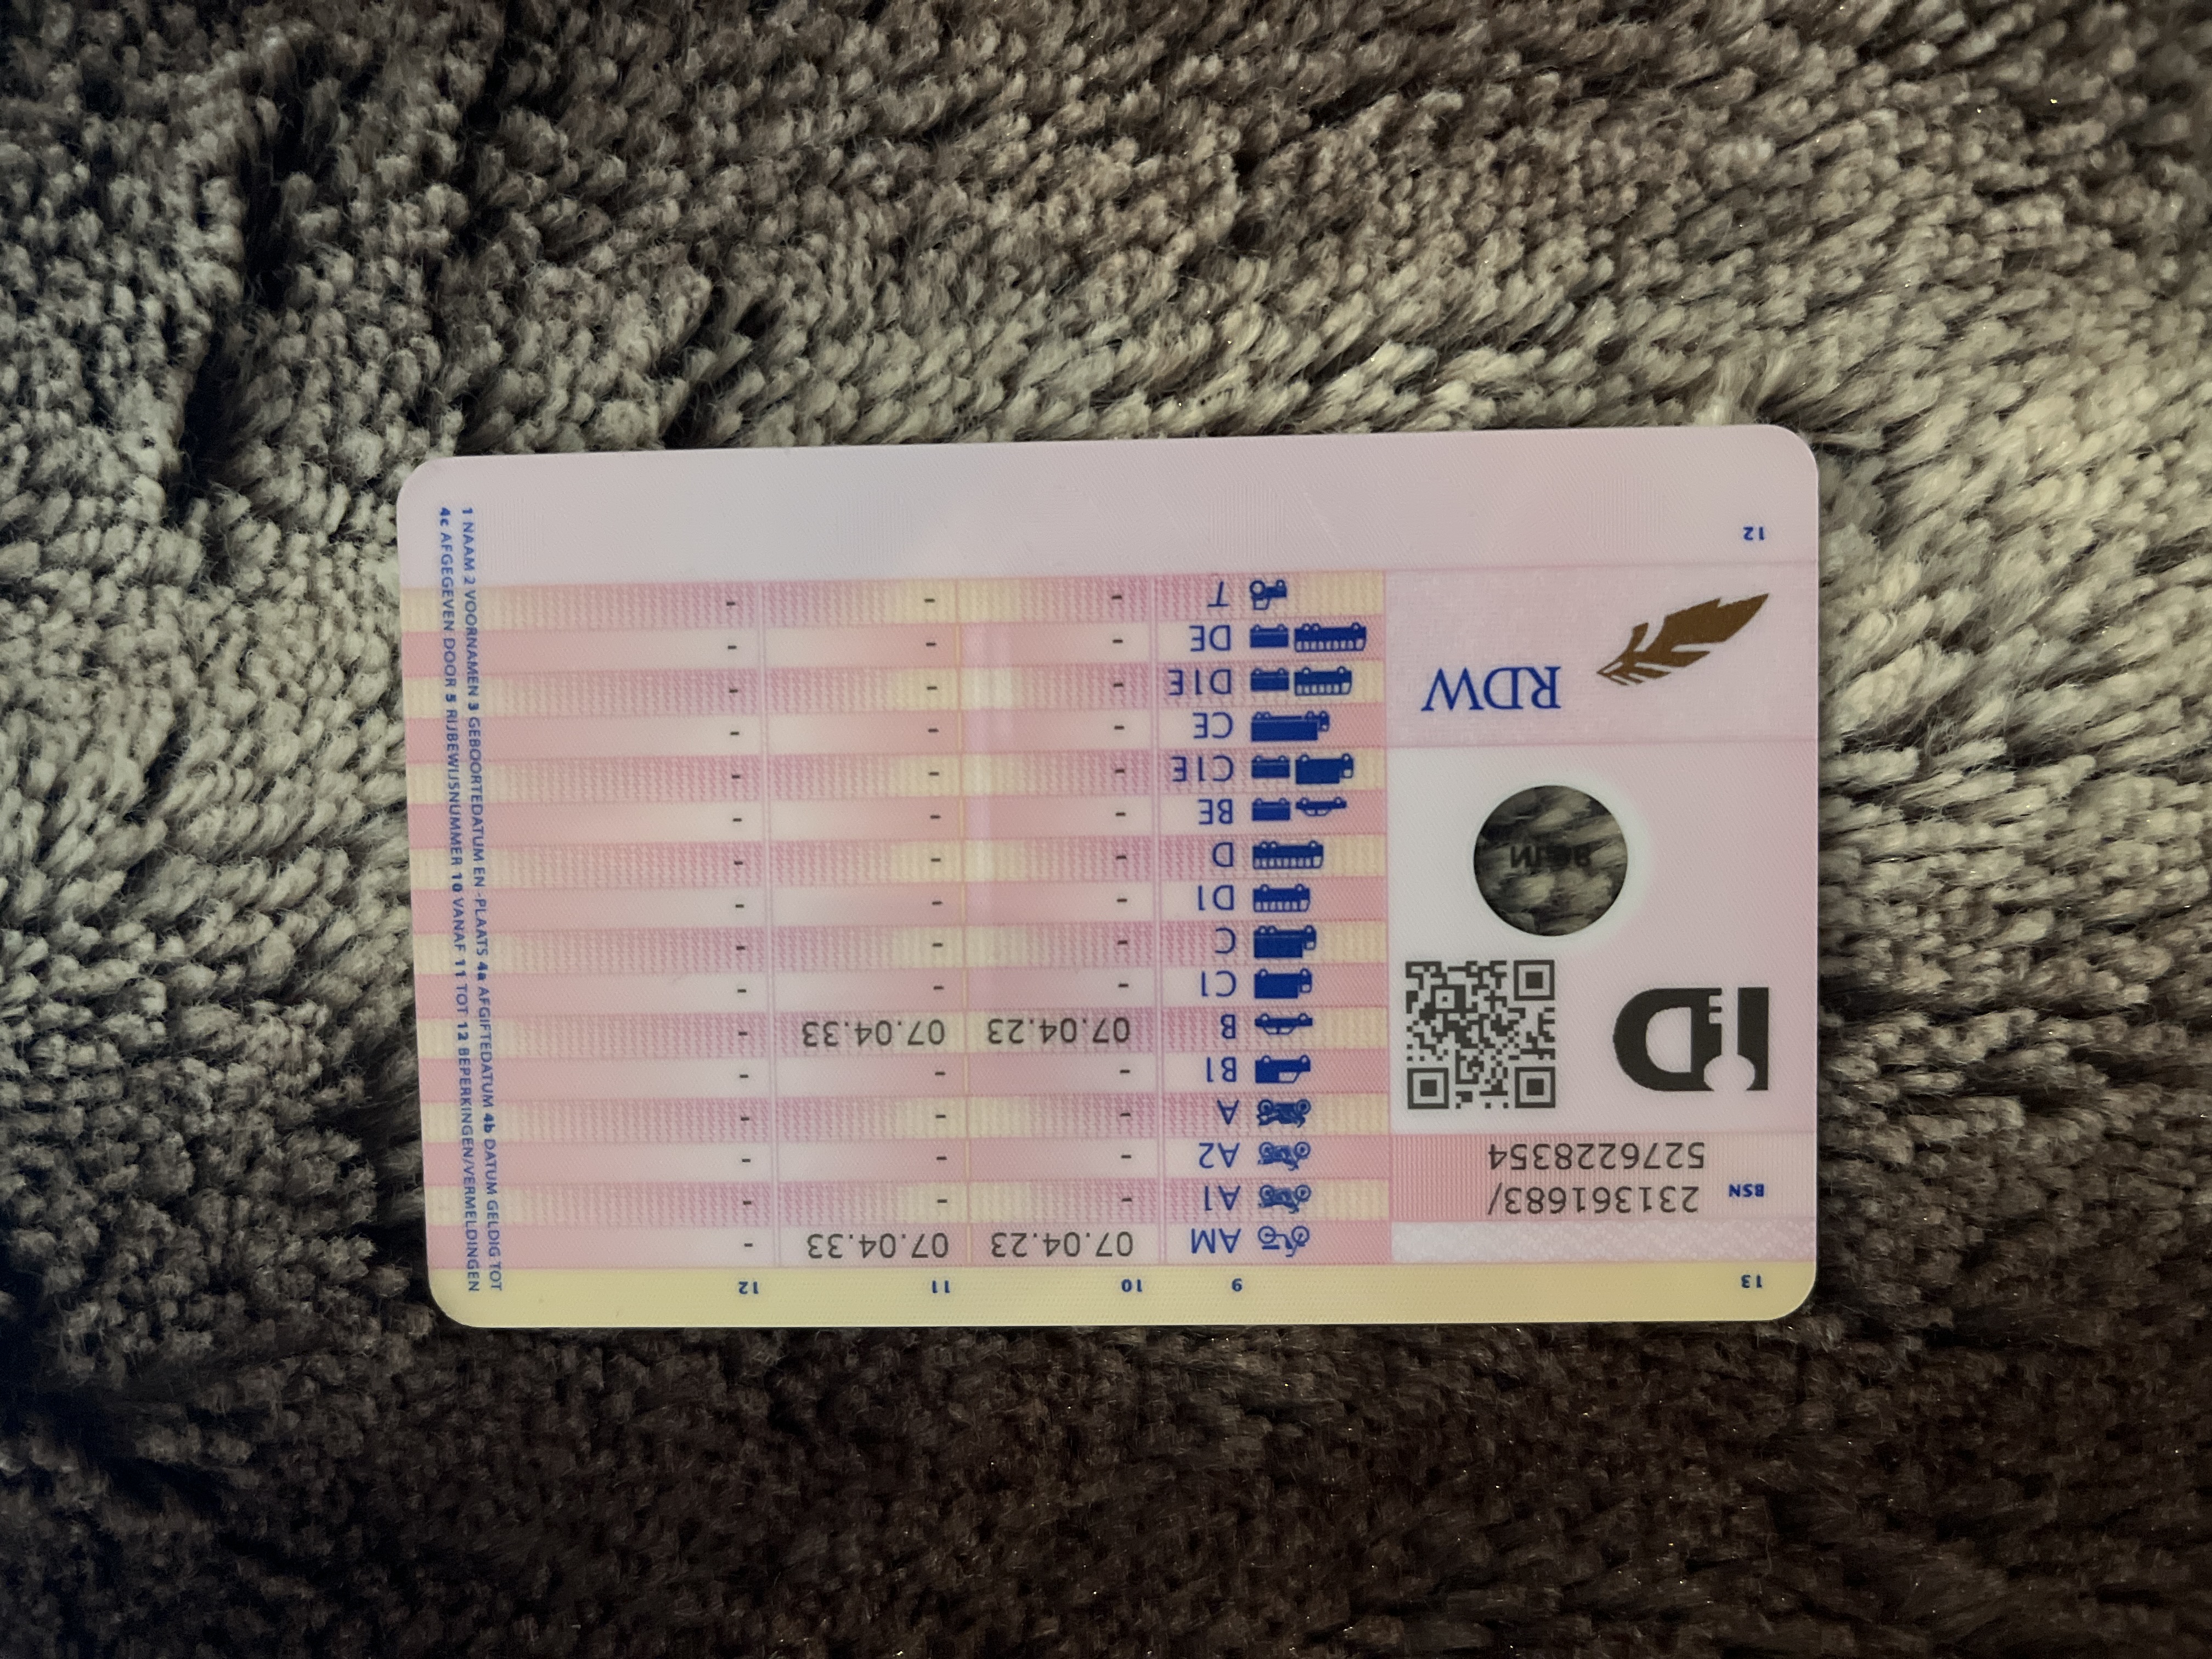 13 9 10 11 12
AM 07.04.23 07.04.33 -
BSN 231361683/ A1 - - -
5276228354 A2 - - -
A - - -
B1 - - -
B 07.04.23 07.04.33 -
C1 - - -
C - - -
D1 - - -
D - - -
BE - - -
C1E - - -
CE - - -
D1E - - -
DE - - -
T - - -
iD
RDW
12
1 NAAM 2 VOORNAMEN 3 GEBOORTEDATUM EN -PLAATS 4a AFGIFTEDATUM 4b DATUM GELDIG TOT
4c AFGEGEVEN DOOR 5 RIJBEWIJSNUMMER 10 VANAF 11 TOT 12 BEPERKINGEN/VERMELDINGEN